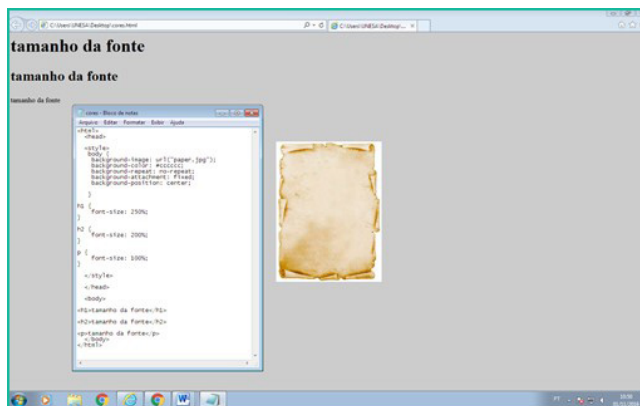 C:\Users\UNESA\Desktop\cores.html
C:\Users\UNESA\Desktop\...
tamanho da fonte
tamanho da fonte
tamanho da fonte
cores - Bloco de notas
Arquivo Editar Formatar Exibir Ajuda
<html>
<head>
<style>
body {
background-image: url("paper.jpg");
background-color: #cccccc;
background-repeat: no-repeat;
background-attachment: fixed;
background-position: center;
}
h1 {
font-size: 250%;
}
h2 {
font-size: 200%;
}
p {
font-size: 100%;
}
</style>
</head>
<body>
<h1>tamanho da fonte</h1>
<h2>tamanho da fonte</h2>
<p>tamanho da fonte</p>
</body>
</html>
PT